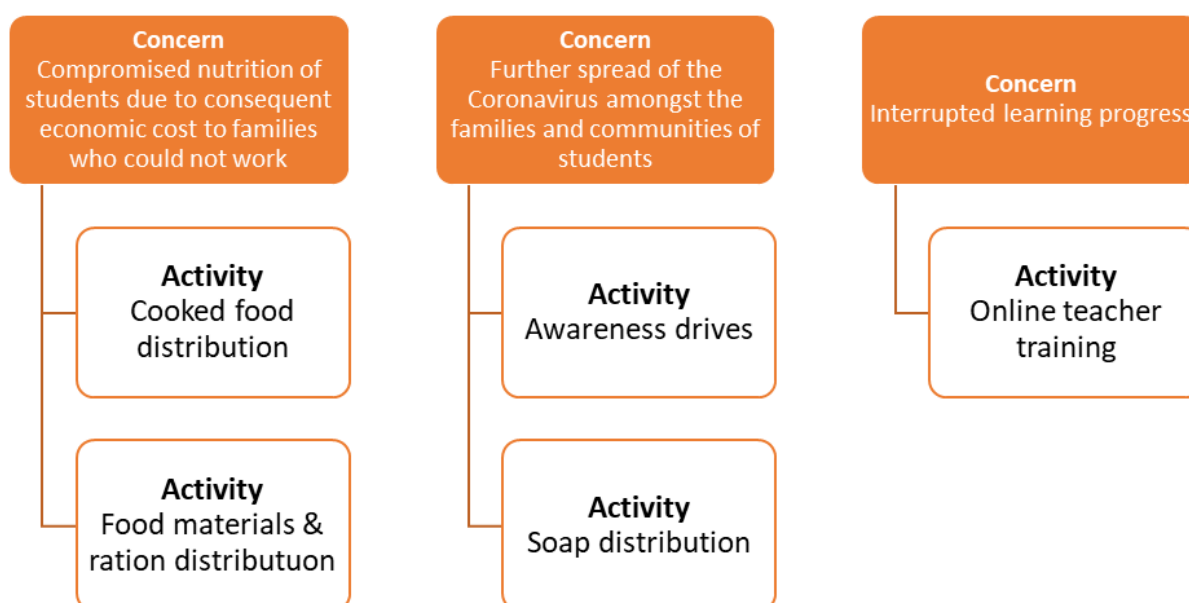 Concern
Compromised nutrition of
students due to consequent
economic cost to families
who could not work
Activity
Cooked food
distribution
Activity
Food materials &
ration distributuon
Concern
Further spread of the
Coronavirus amongst the
families and communities of
students
Activity
Awareness drives
Activity
Soap distribution
Concern
Interrupted learning progress
Activity
Online teacher
training